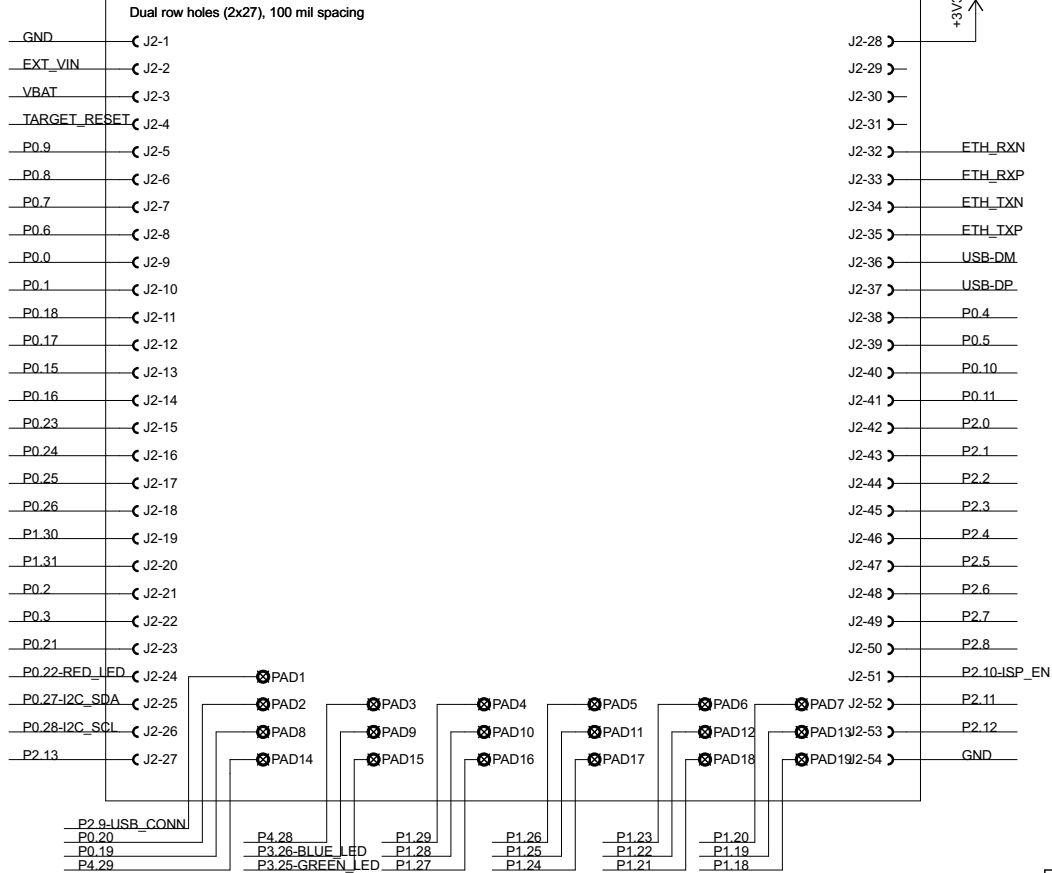 Dual row holes (2x27), 100 mil spacing
GND J2-1
EXT_VIN J2-2
VBAT J2-3
TARGET_RESET J2-4
P0.9 J2-5
P0.8 J2-6
P0.7 J2-7
P0.6 J2-8
P0.0 J2-9
P0.1 J2-10
P0.18 J2-11
P0.17 J2-12
P0.15 J2-13
P0.16 J2-14
P0.23 J2-15
P0.24 J2-16
P0.25 J2-17
P0.26 J2-18
P1.30 J2-19
P1.31 J2-20
P0.2 J2-21
P0.3 J2-22
P0.21 J2-23
P0.22-RED_LED J2-24
P0.27-I2C_SDA J2-25
P0.28-I2C_SCL J2-26
P2.13 J2-27
J2-28
J2-29
J2-30
J2-31
J2-32 ETH_RXN
J2-33 ETH_RXP
J2-34 ETH_TXN
J2-35 ETH_TXP
J2-36 USB-DM
J2-37 USB-DP
J2-38 P0.4
J2-39 P0.5
J2-40 P0.10
J2-41 P0.11
J2-42 P2.0
J2-43 P2.1
J2-44 P2.2
J2-45 P2.3
J2-46 P2.4
J2-47 P2.5
J2-48 P2.6
J2-49 P2.7
J2-50 P2.8
J2-51 P2.10-ISP_EN
J2-52 P2.11
J2-53 P2.12
J2-54 GND
PAD1
PAD2 PAD3 PAD4 PAD5 PAD6 PAD7
PAD8 PAD9 PAD10 PAD11 PAD12 PAD13
PAD14 PAD15 PAD16 PAD17 PAD18 PAD19
P2.9-USB_CONN
P0.20 P4.28 P1.29 P1.26 P1.23 P1.20
P0.19 P3.26-BLUE_LED P1.28 P1.25 P1.22 P1.19
P4.29 P3.25-GREEN_LED P1.27 P1.24 P1.21 P1.18